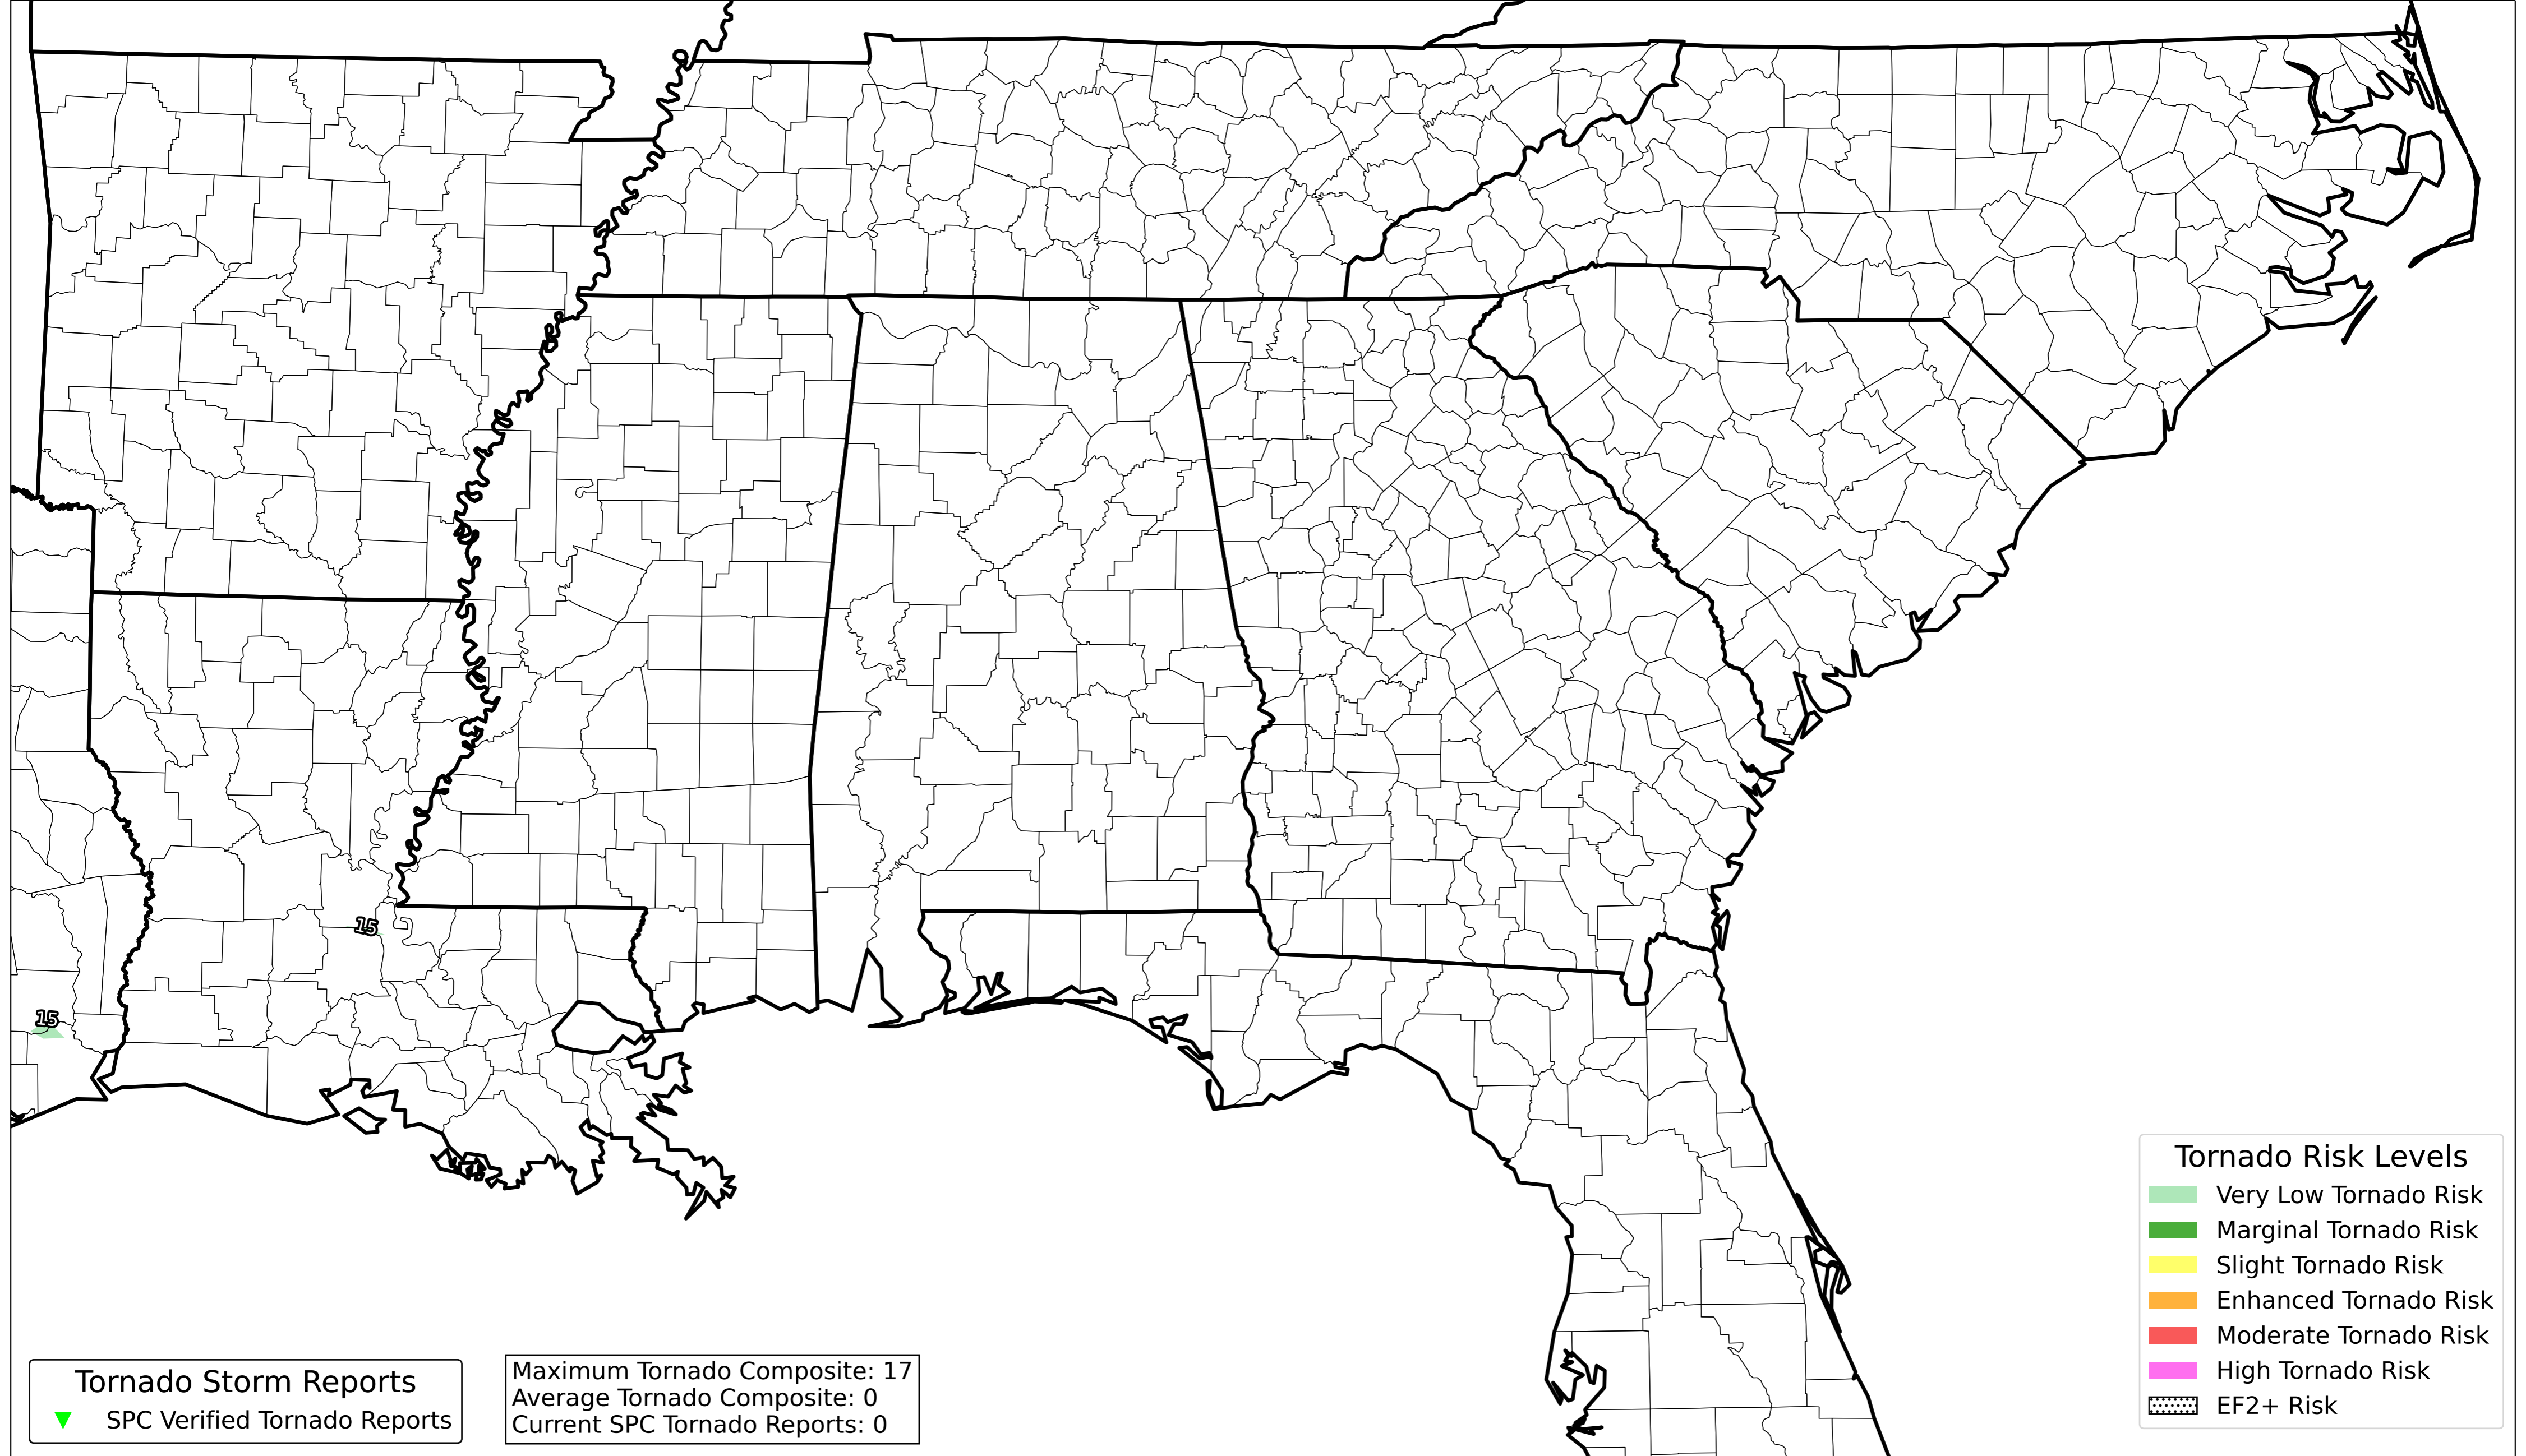 15
15
Tornado Risk Levels
Very Low Tornado Risk
Marginal Tornado Risk
Slight Tornado Risk
Enhanced Tornado Risk
Moderate Tornado Risk
High Tornado Risk
EF2+ Risk
Tornado Storm Reports
SPC Verified Tornado Reports
Maximum Tornado Composite: 17
Average Tornado Composite: 0
Current SPC Tornado Reports: 0